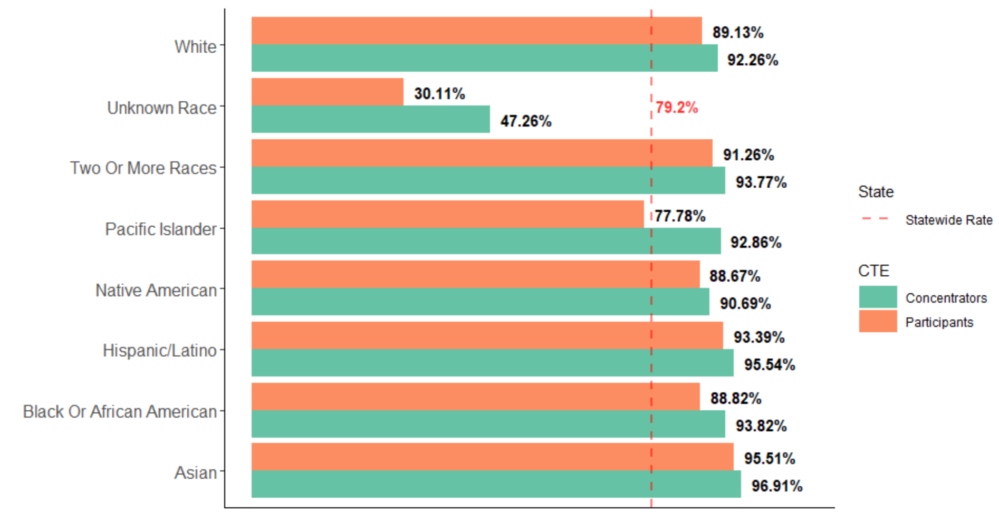 White
89.13%
92.26%
Unknown Race
30.11%
47.26%
79.2%
Two Or More Races
91.26%
93.77%
Pacific Islander
77.78%
92.86%
Native American
88.67%
90.69%
Hispanic/Latino
93.39%
95.54%
Black Or African American
88.82%
93.82%
Asian
95.51%
96.91%
State
Statewide Rate
CTE
Concentrators
Participants